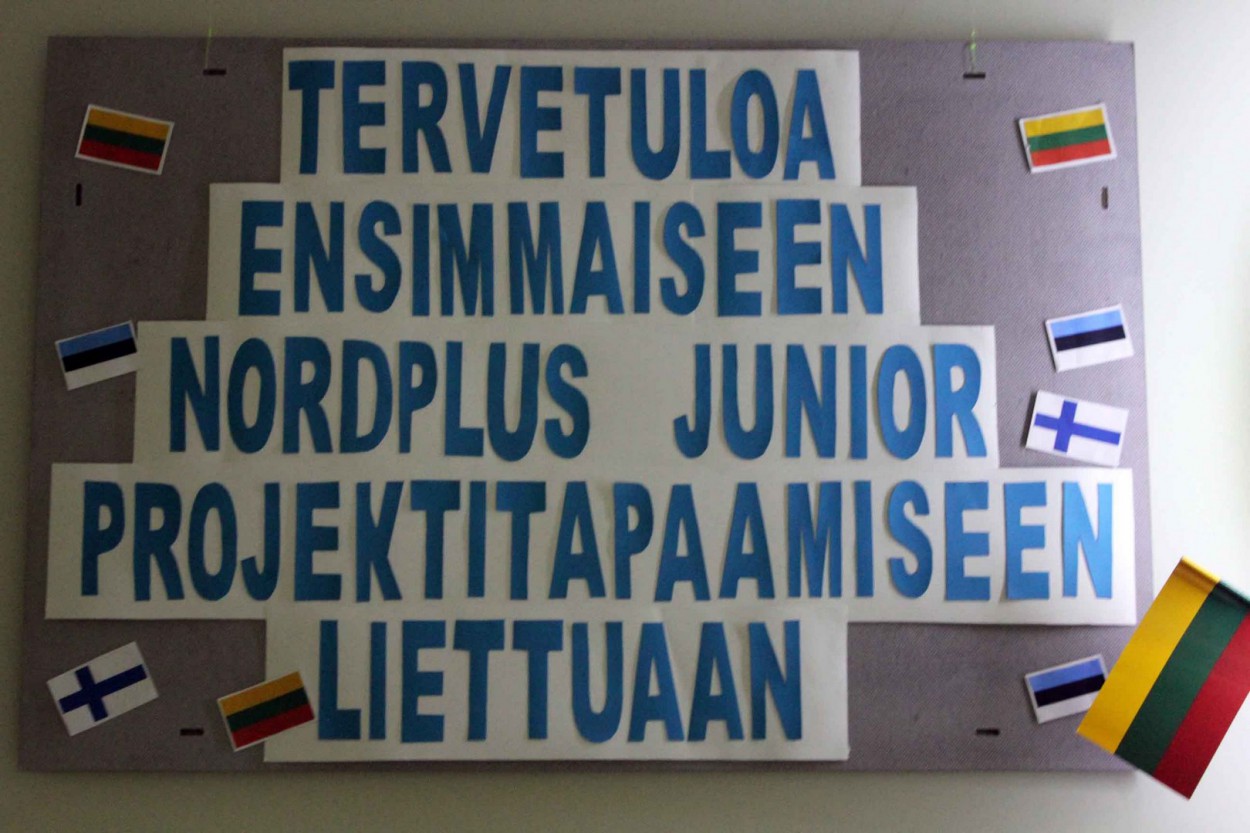 TERVETULOA
ENSIMMAISEEN
NORDPLUS JUNIOR
PROJEKTITAPAAMISEEN
LIETTUAAN